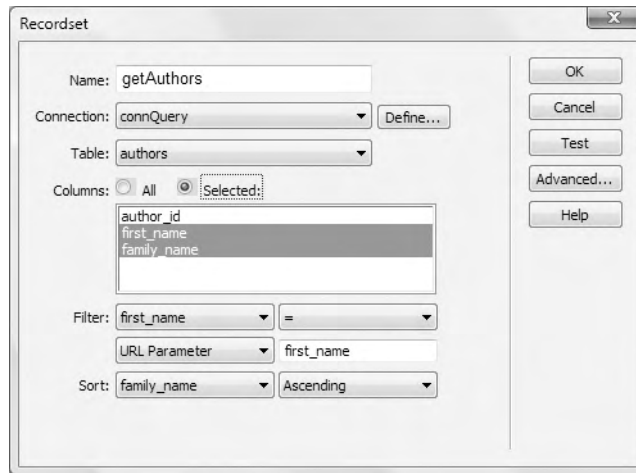 Recordset
Name: getAuthors
OK
Connection: connQuery Define...
Cancel
Table: authors
Test
Columns: All Selected:
Advanced...
author_id
Help
first_name
family_name
Filter: first_name =
URL Parameter first_name
Sort: family_name Ascending